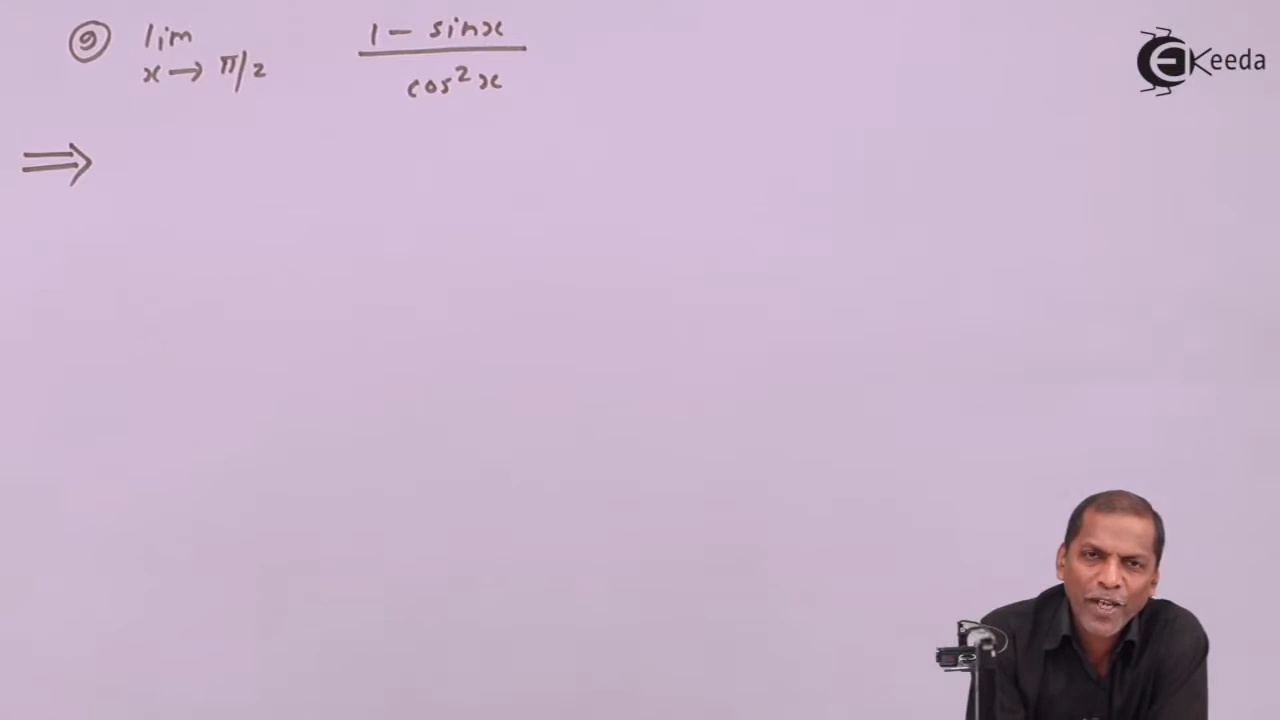 ⑨ lim x → π/2 (1 - sinx) / (cos²x)
⇒
Ekeeda